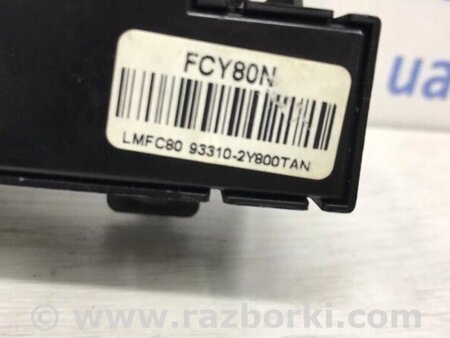 FCY80N
LMFC80 93310-2Y800TAN
ua
© www.razborki.com